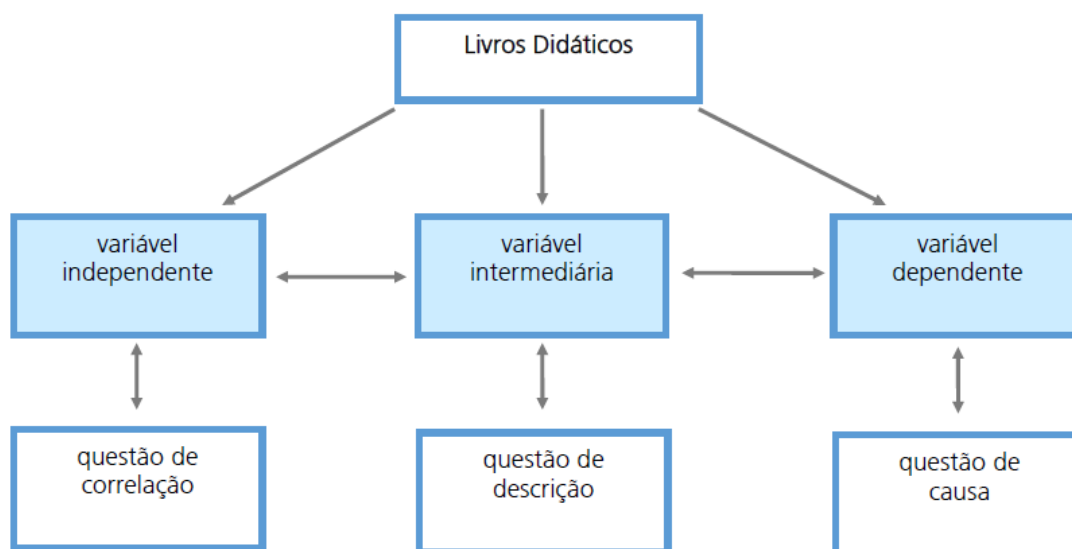 Livros Didáticos
variável
independente
variável
intermediária
variável
dependente
questão de
correlação
questão de
descrição
questão de
causa